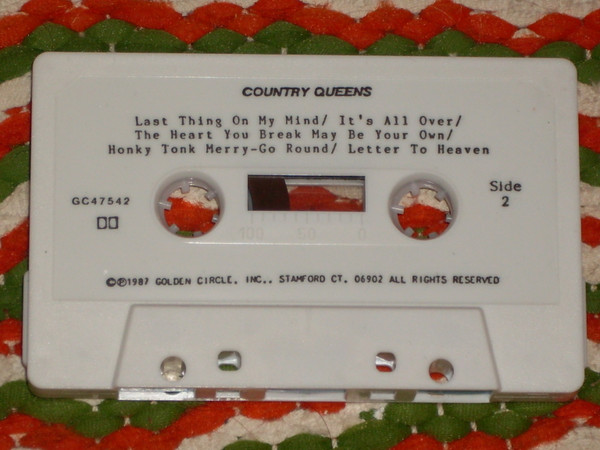 COUNTRY QUEENS
Last Thing On My Mind/ It's All Over/
The Heart You Break May Be Your Own/
Honky Tonk Merry-Go Round/ Letter To Heaven
GC47542
Side
2
100 50 0
©℗1987 GOLDEN CIRCLE, INC., STAMFORD CT. 06902 ALL RIGHTS RESERVED